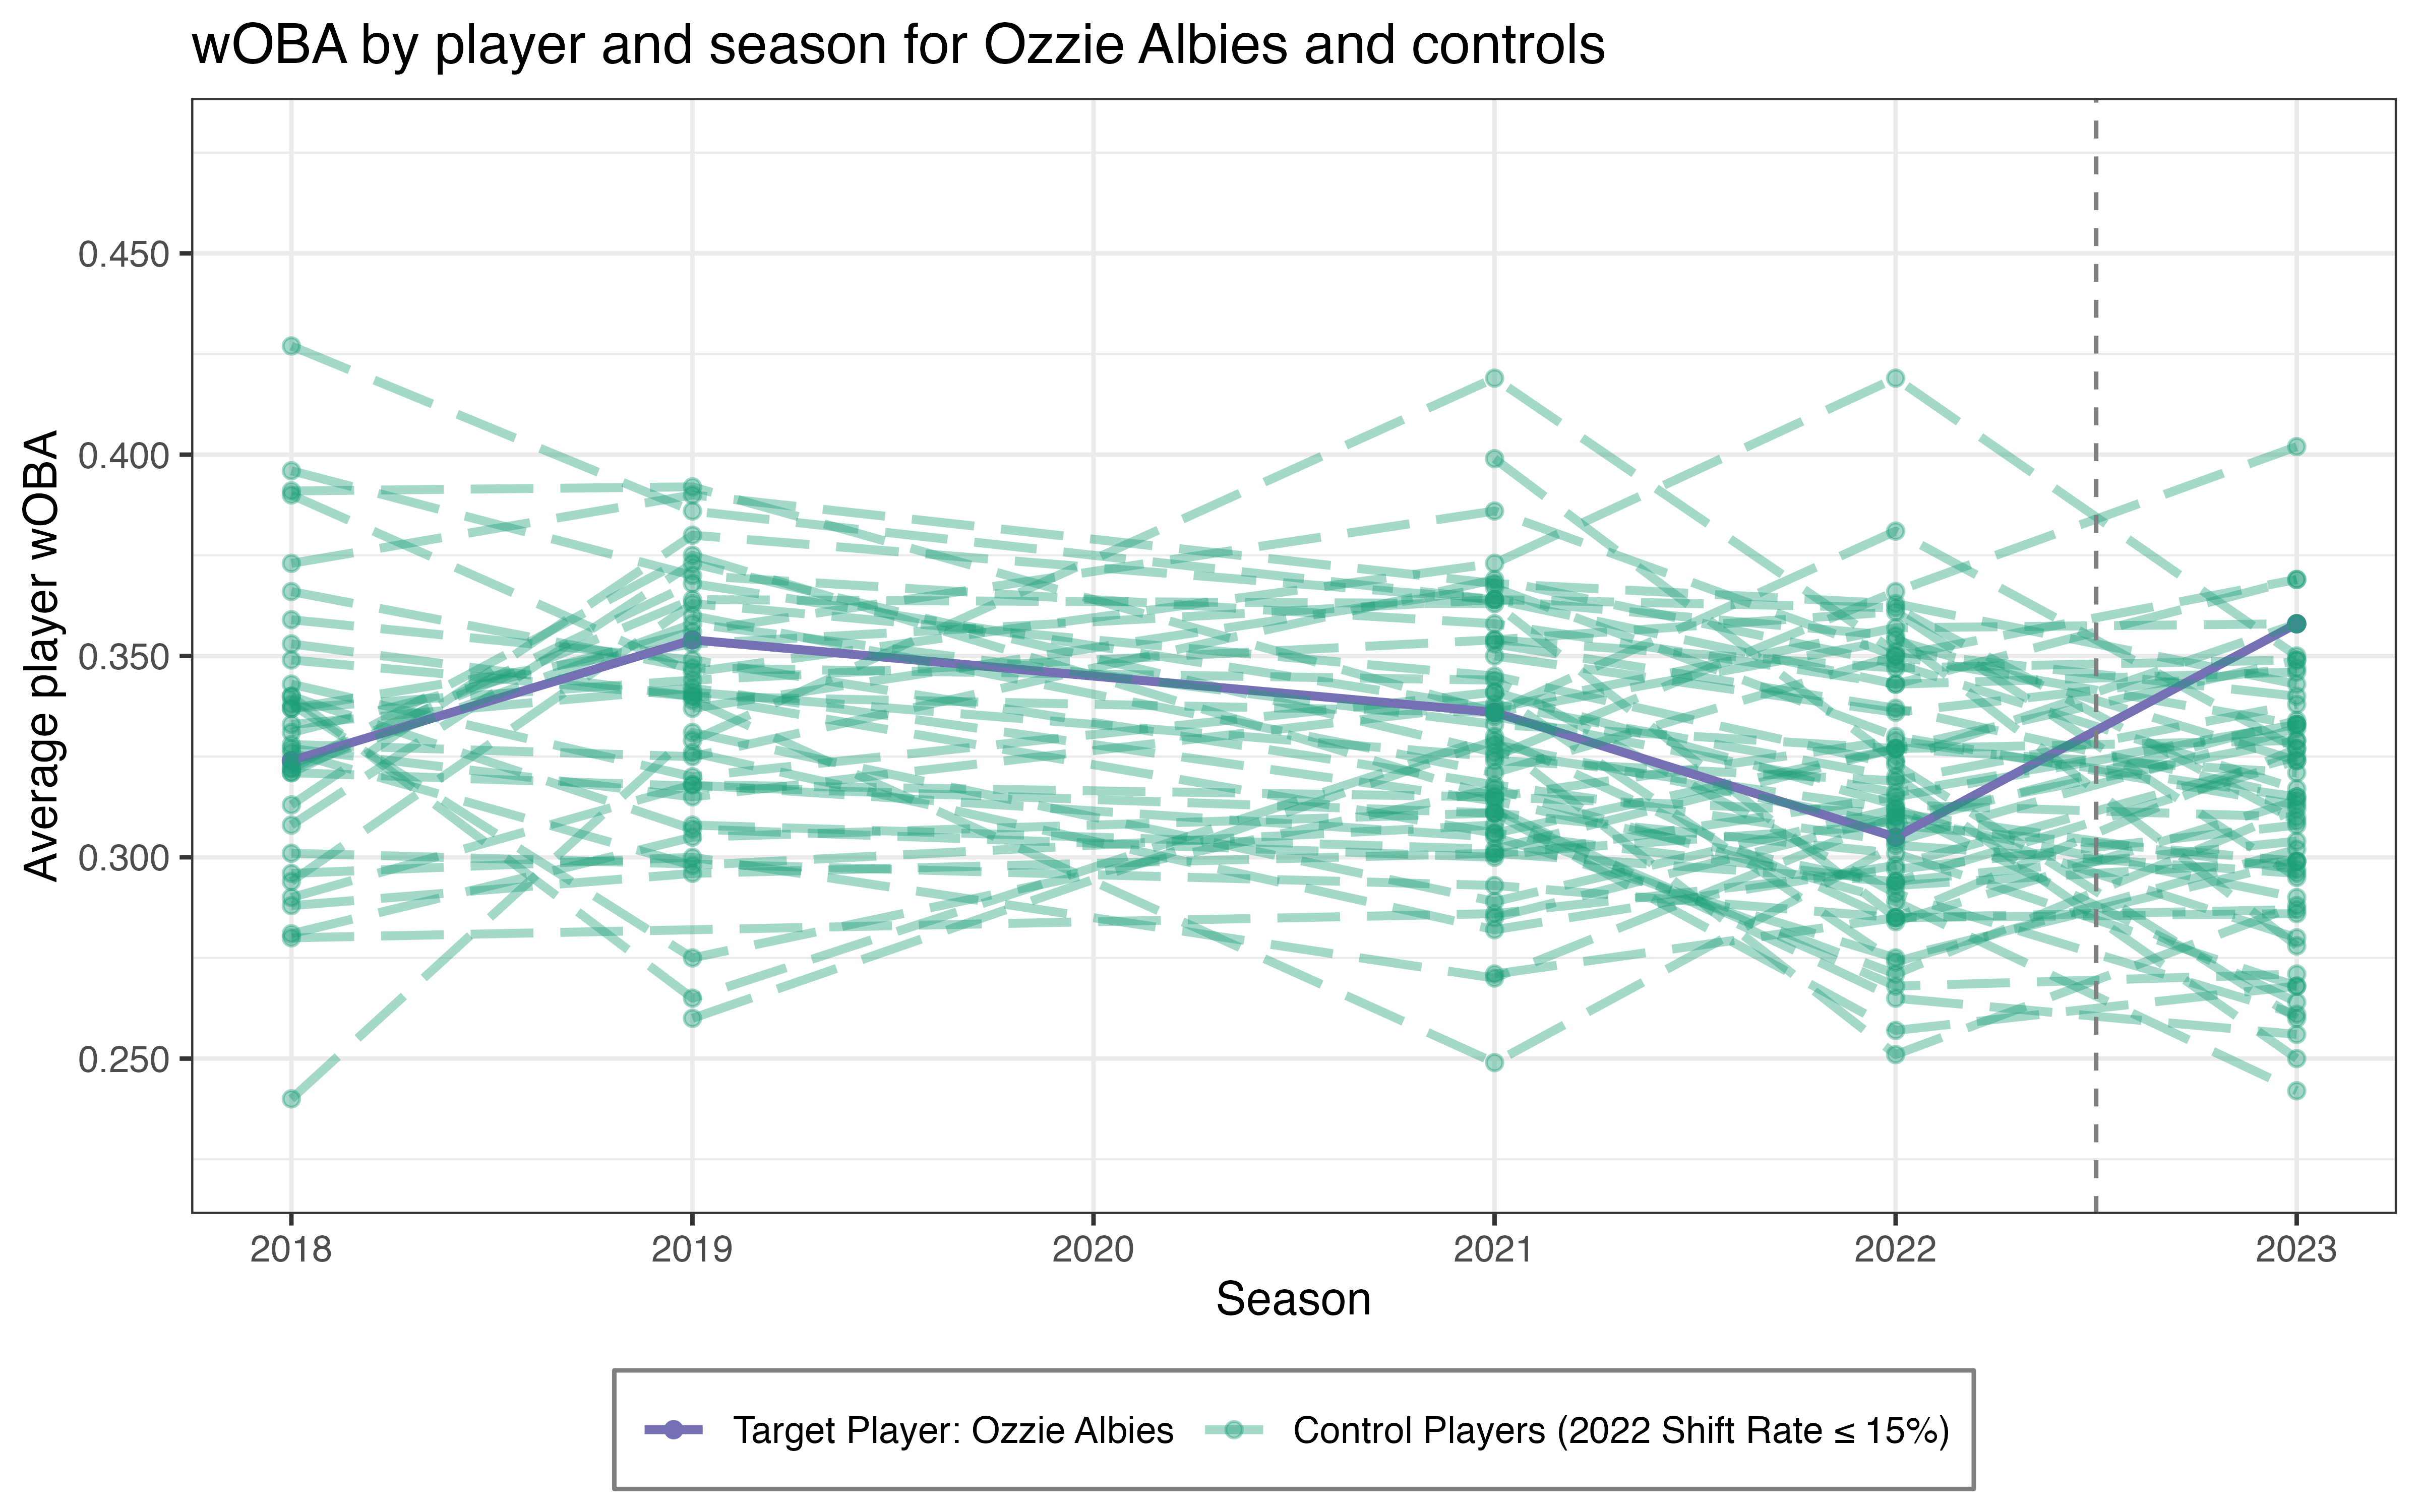 wOBA by player and season for Ozzie Albies and controls
Average player wOBA
0.450
0.400
0.350
0.300
0.250
2018
2019
2020
2021
2022
2023
Season
Target Player: Ozzie Albies
Control Players (2022 Shift Rate ≤ 15%)